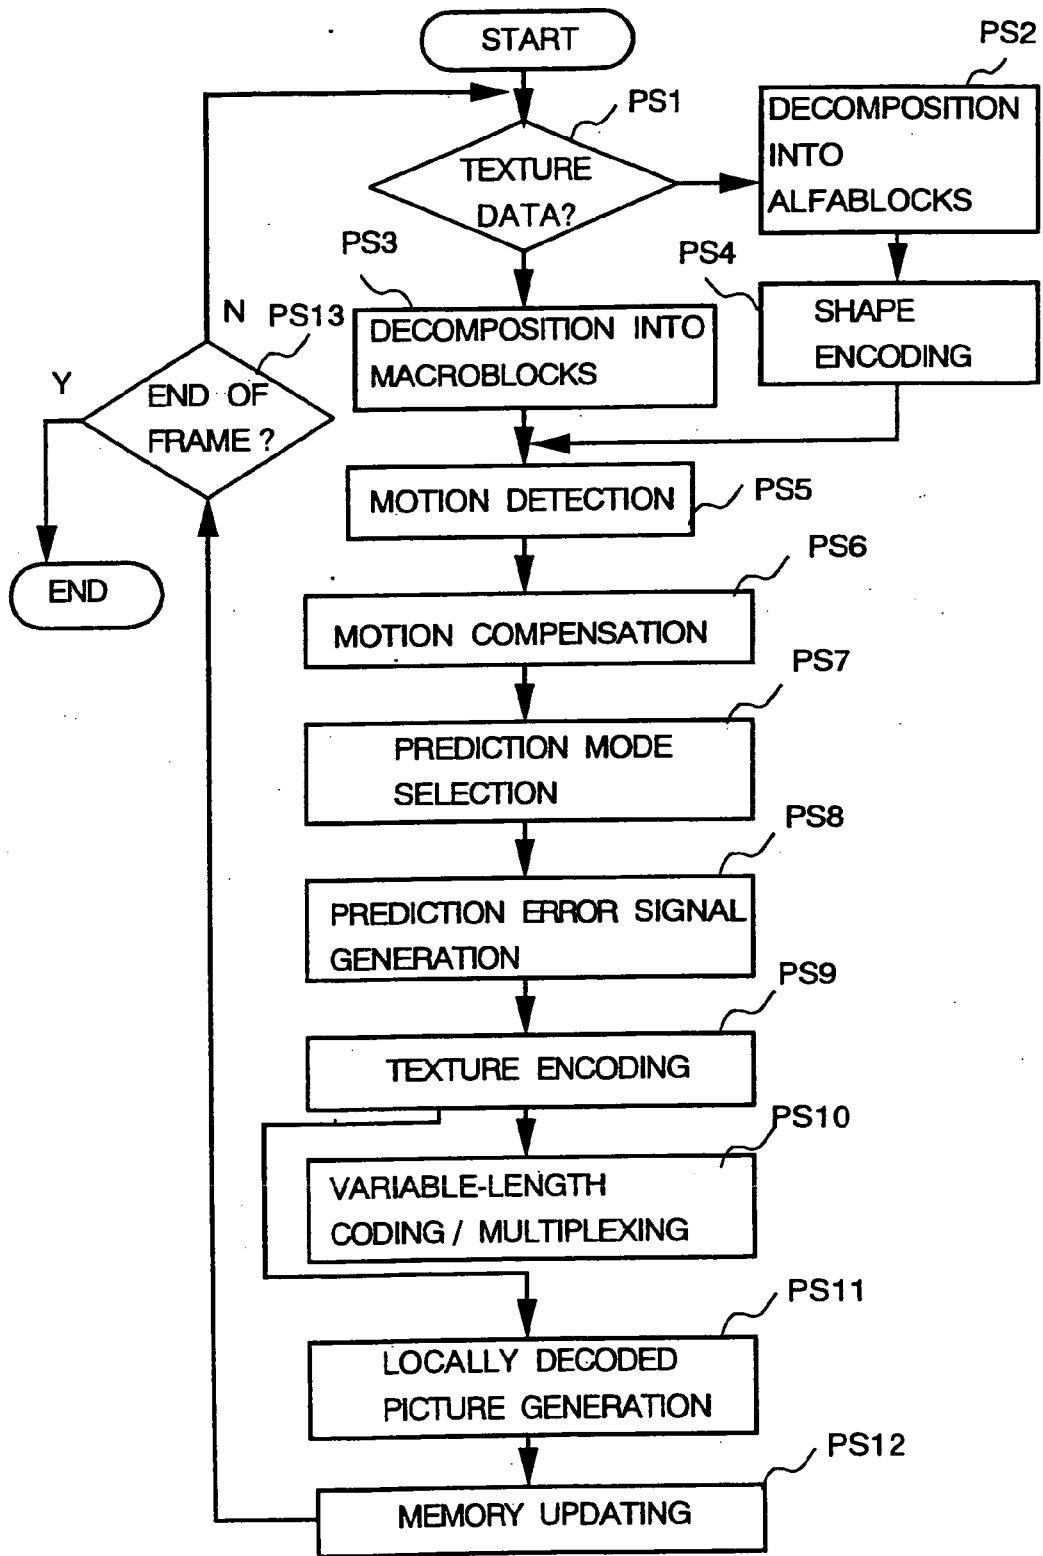 START
PS2
PS1
DECOMPOSITION
INTO
ALFABLOCKS
TEXTURE
DATA?
PS3
PS4
DECOMPOSITION INTO
MACROBLOCKS
SHAPE
ENCODING
N
PS13
Y
END OF
FRAME?
MOTION DETECTION
PS5
END
PS6
MOTION COMPENSATION
PS7
PREDICTION MODE
SELECTION
PS8
PREDICTION ERROR SIGNAL
GENERATION
PS9
TEXTURE ENCODING
PS10
VARIABLE-LENGTH
CODING / MULTIPLEXING
PS11
LOCALLY DECODED
PICTURE GENERATION
PS12
MEMORY UPDATING